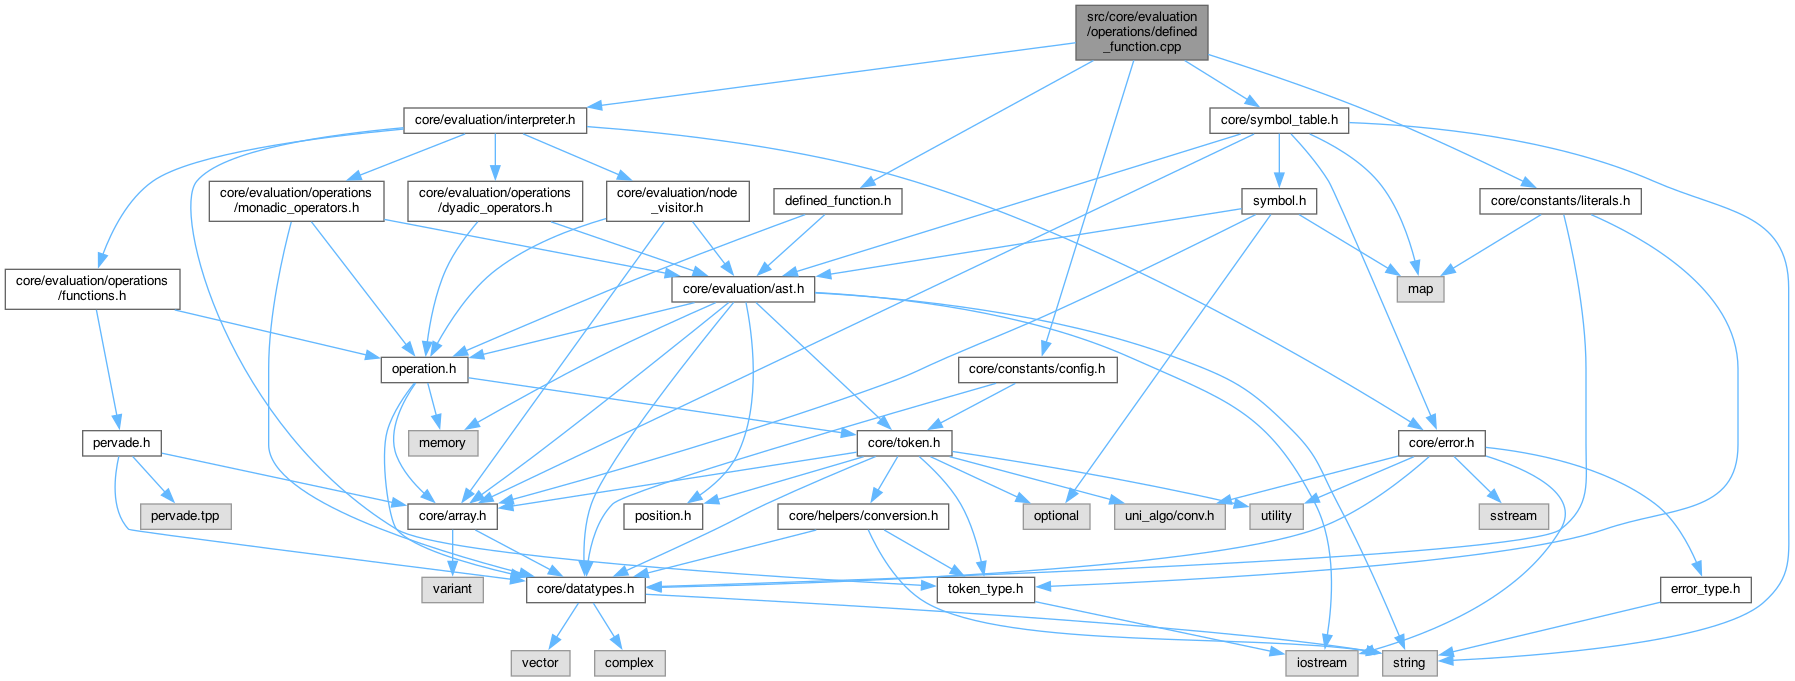 src/core/evaluation
/operations/defined
_function.cpp
core/evaluation/interpreter.h
core/symbol_table.h
core/evaluation/operations
/monadic_operators.h
core/evaluation/operations
/dyadic_operators.h
core/evaluation/node
_visitor.h
defined_function.h
symbol.h
core/constants/literals.h
core/evaluation/operations
/functions.h
core/evaluation/ast.h
map
operation.h
core/constants/config.h
pervade.h
memory
core/token.h
core/error.h
pervade.tpp
core/array.h
position.h
core/helpers/conversion.h
optional
uni_algo/conv.h
utility
sstream
variant
core/datatypes.h
token_type.h
error_type.h
vector
complex
iostream
string